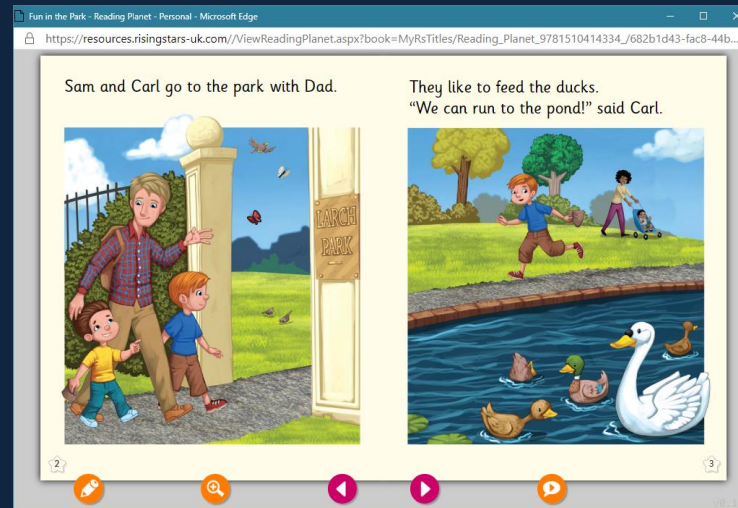 Fun in the Park - Reading Planet - Personal - Microsoft Edge
https://resources.risingstars-uk.com//ViewReadingPlanet.aspx?book=MyRsTitles/Reading_Planet_9781510414334_/682b1d43-fac8-44b...
Sam and Carl go to the park with Dad.
LARCH
PARK
2
They like to feed the ducks.
“We can run to the pond!” said Carl.
3